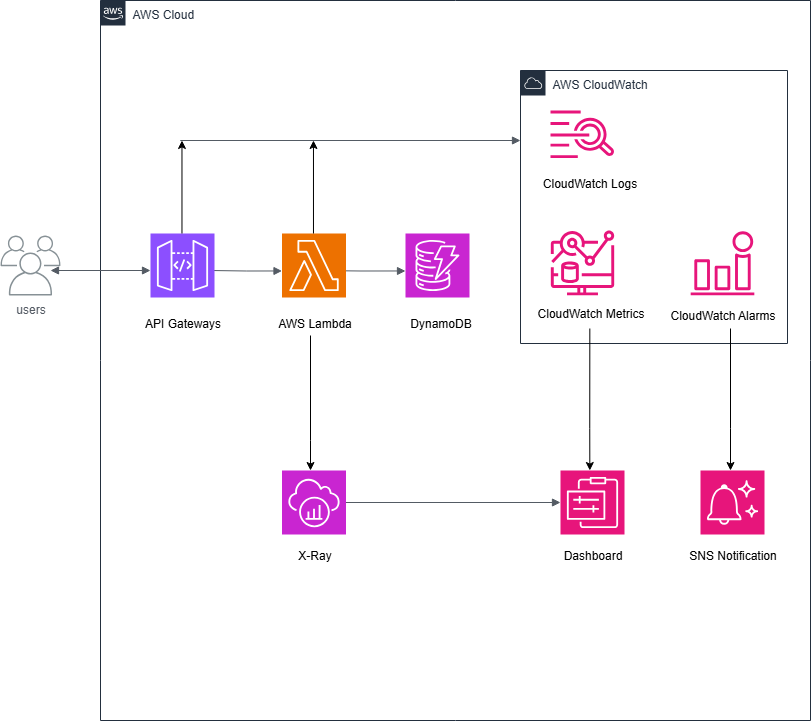 aws
AWS Cloud
AWS CloudWatch
CloudWatch Logs
users
API Gateways
AWS Lambda
DynamoDB
CloudWatch Metrics
CloudWatch Alarms
X-Ray
Dashboard
SNS Notification